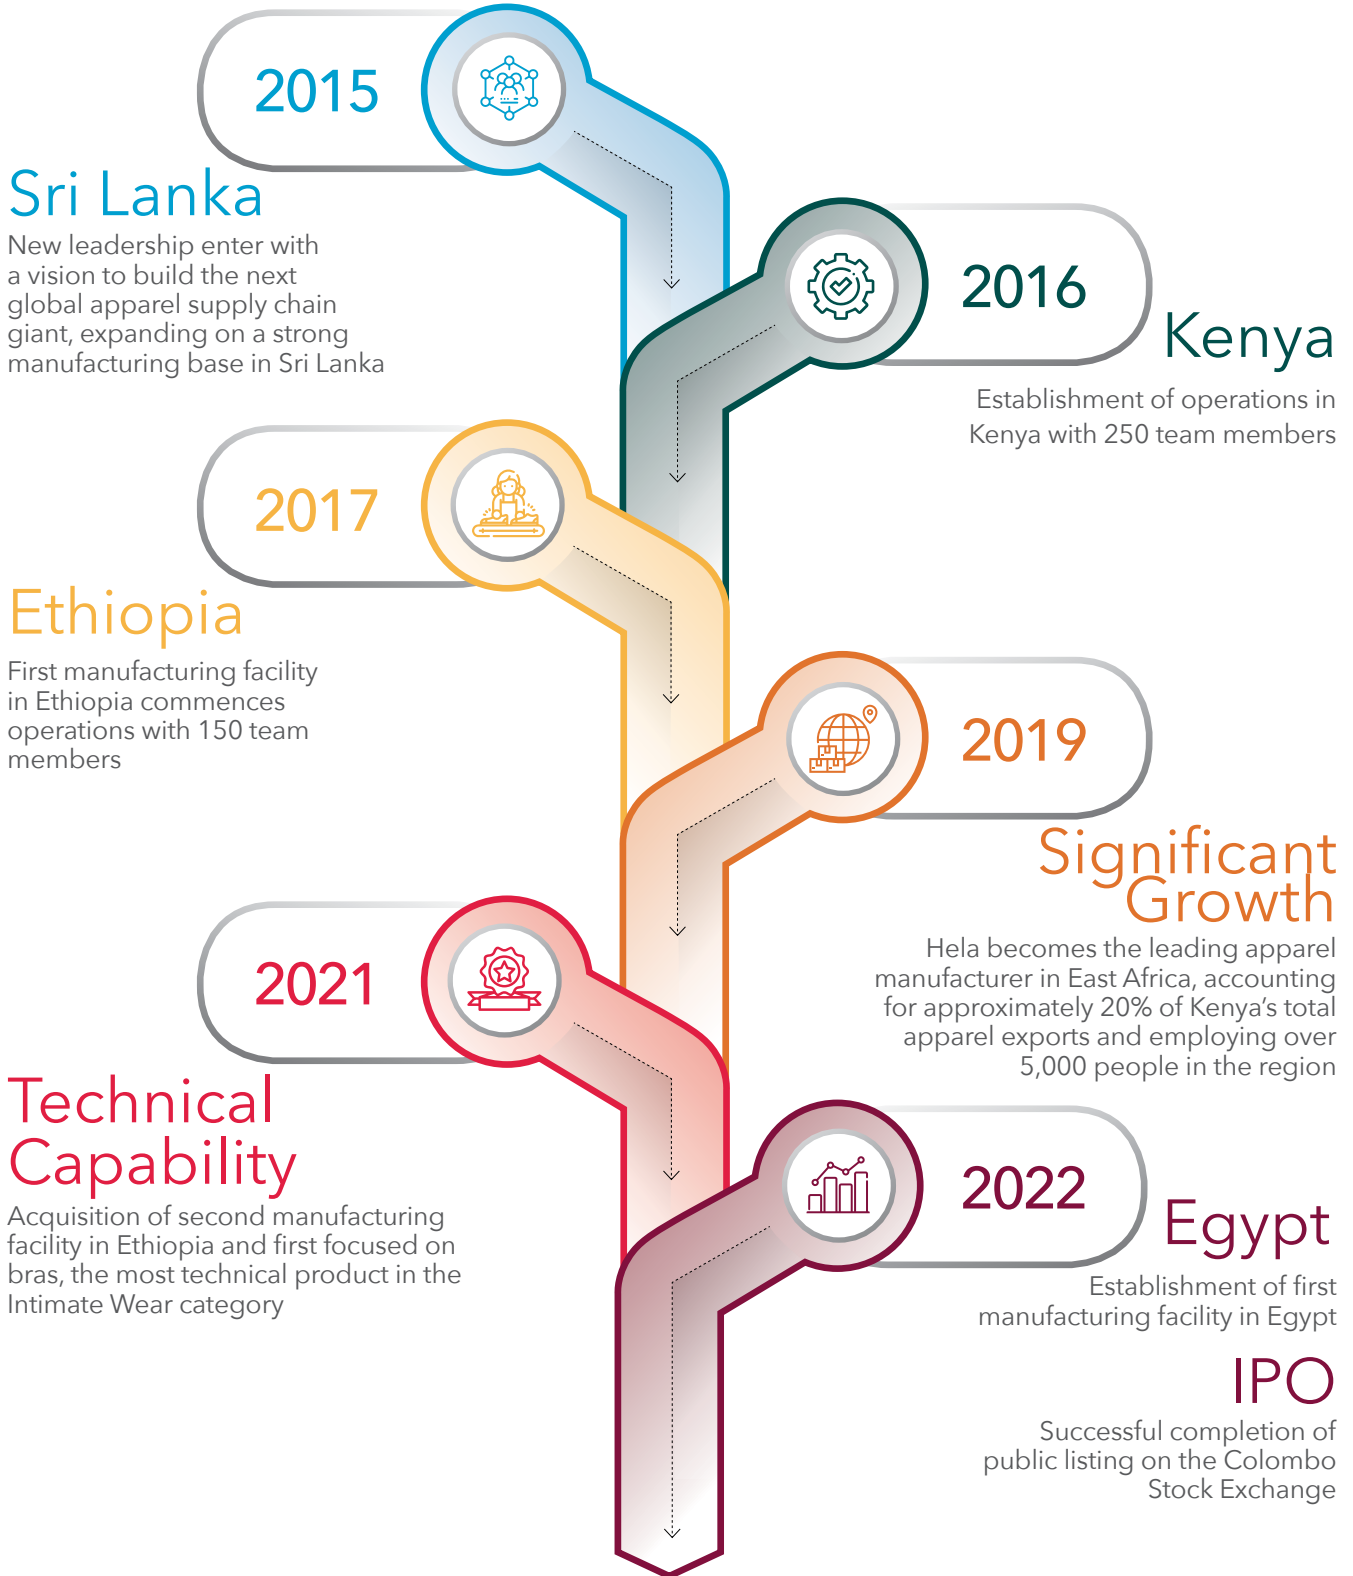 2015
Sri Lanka
New leadership enter with
a vision to build the next
global apparel supply chain
giant, expanding on a strong
manufacturing base in Sri Lanka
2016
Kenya
Establishment of operations in
Kenya with 250 team members
2017
Ethiopia
First manufacturing facility
in Ethiopia commences
operations with 150 team
members
2019
Significant
Growth
Hela becomes the leading apparel
manufacturer in East Africa, accounting
for approximately 20% of Kenya’s total
apparel exports and employing over
5,000 people in the region
2021
Technical
Capability
Acquisition of second manufacturing
facility in Ethiopia and first focused on
bras, the most technical product in the
Intimate Wear category
2022
Egypt
Establishment of first
manufacturing facility in Egypt
IPO
Successful completion of
public listing on the Colombo
Stock Exchange